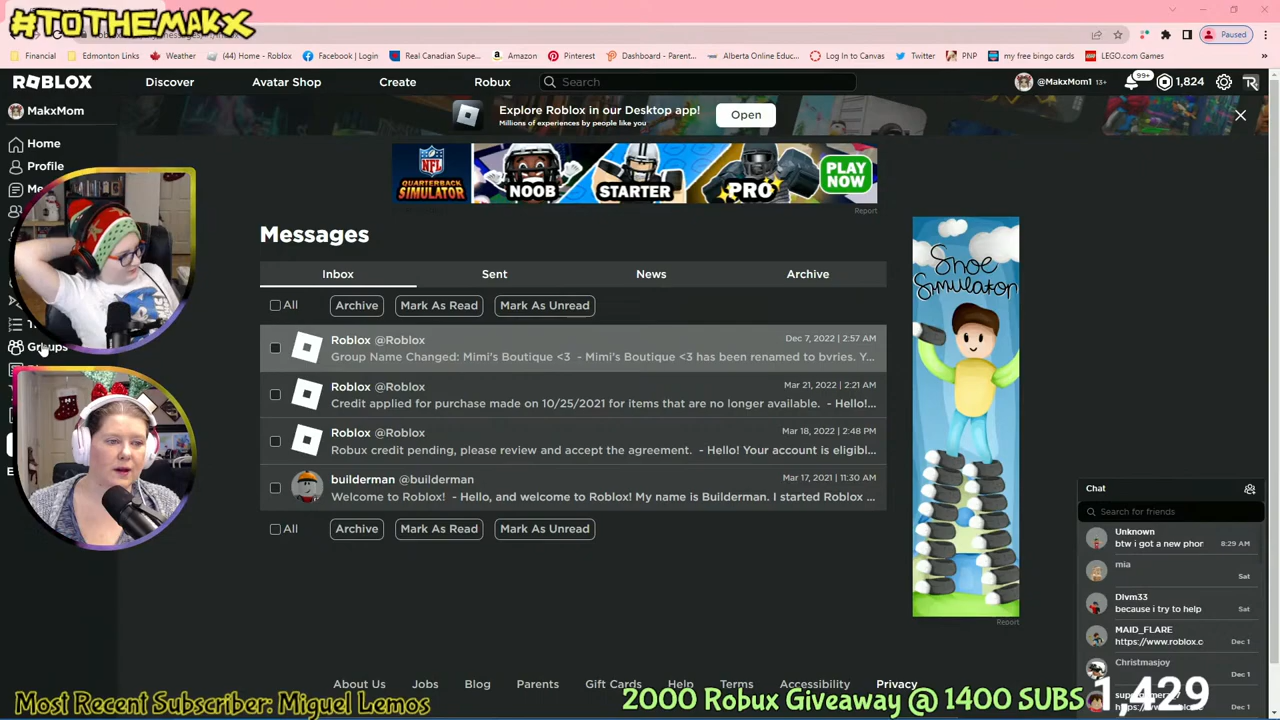 #TOTHEMAKX
Paused
Financial
Edmonton Links
Weather
(44) Home - Roblox
Facebook | Login
Real Canadian Supe...
Amazon
Pinterest
Dashboard - Parent...
Alberta Online Educ...
Log In to Canvas
Twitter
PNP
my free bingo cards
LEGO.com Games
ROBLOX
Discover
Avatar Shop
Create
Robux
Search
@MakxMom1 13+
99+
1,824
MakxMom
Explore Roblox in our Desktop app!
Millions of experiences by people like you
Open
Home
Profile
Groups
NFL
QUARTERBACK
SIMULATOR
NOOB
STARTER
PRO
PLAY
NOW
Report
Messages
Inbox
Sent
News
Archive
All
Archive
Mark As Read
Mark As Unread
Roblox @Roblox
Dec 7, 2022 | 2:57 AM
Group Name Changed: Mimi's Boutique <3 - Mimi's Boutique <3 has been renamed to bvries. Y...
Roblox @Roblox
Mar 21, 2022 | 2:21 AM
Credit applied for purchase made on 10/25/2021 for items that are no longer available. - Hello!...
Roblox @Roblox
Mar 18, 2022 | 2:48 PM
Robux credit pending, please review and accept the agreement. - Hello! Your account is eligibl...
builderman @builderman
Mar 17, 2021 | 11:30 AM
Welcome to Roblox! - Hello, and welcome to Roblox! My name is Builderman. I started Roblox ...
All
Archive
Mark As Read
Mark As Unread
Shoe
Simulator
Report
Chat
Search for friends
Unknown
btw i got a new phor
8:29 AM
mia
Sat
Dlvm33
because i try to help
Sat
MAID_FLARE
https://www.roblox.c
Dec 1
Christmasjoy
Dec 1
Dec 1
About Us
Jobs
Blog
Parents
Gift Cards
Help
Terms
Accessibility
Privacy
Most Recent Subscriber: Miguel Lemos
2000 Robux Giveaway @ 1400 SUBS
1,429